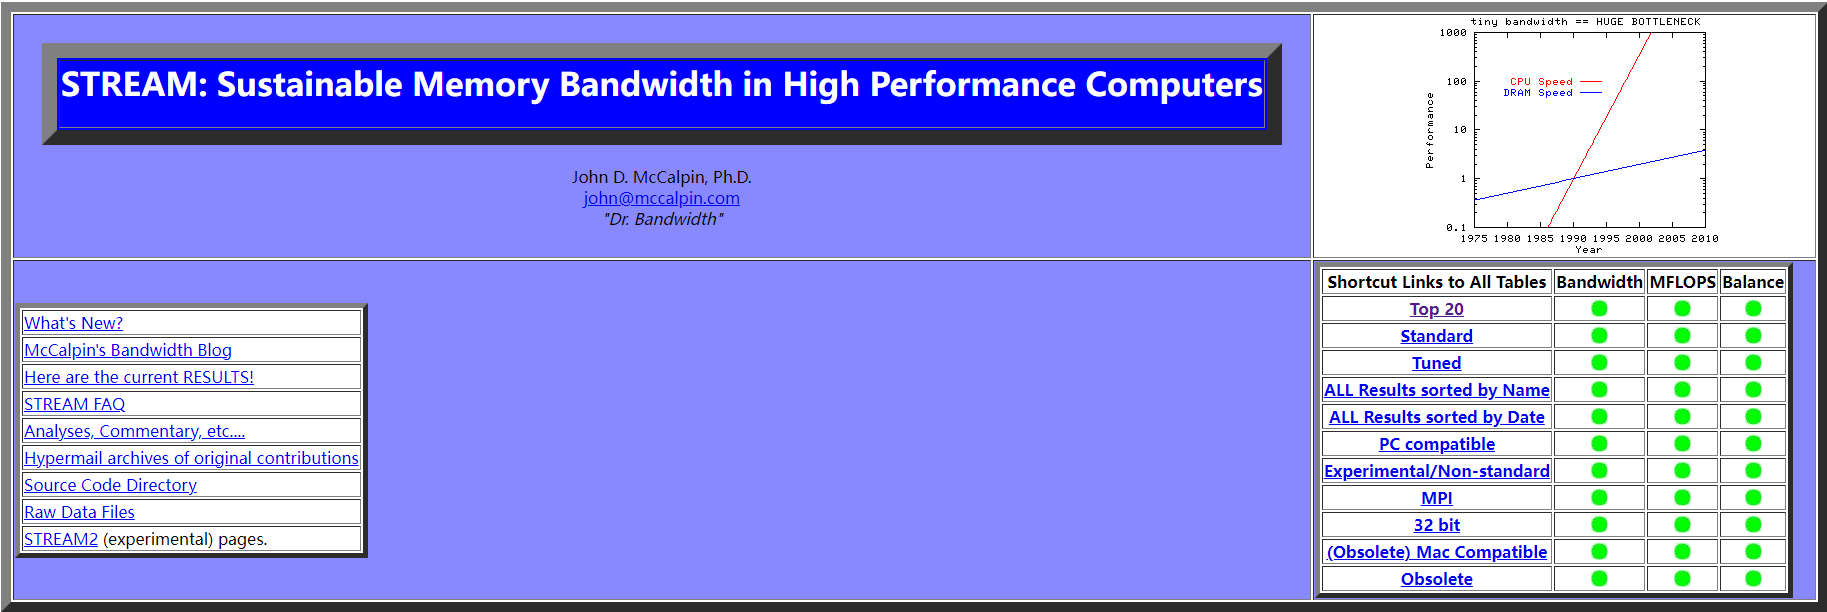 STREAM: Sustainable Memory Bandwidth in High Performance Computers
John D. McCalpin, Ph.D.
john@mccalpin.com
"Dr. Bandwidth"
tiny bandwidth == HUGE BOTTLENECK
1000
100
10
1
0.1
Performance
CPU Speed
DRAM Speed
1975 1980 1985 1990 1995 2000 2005 2010
Year
What's New?
McCalpin's Bandwidth Blog
Here are the current RESULTS!
STREAM FAQ
Analyses, Commentary, etc....
Hypermail archives of original contributions
Source Code Directory
Raw Data Files
STREAM2 (experimental) pages.
Shortcut Links to All Tables Bandwidth MFLOPS Balance
Top 20
Standard
Tuned
ALL Results sorted by Name
ALL Results sorted by Date
PC compatible
Experimental/Non-standard
MPI
32 bit
(Obsolete) Mac Compatible
Obsolete